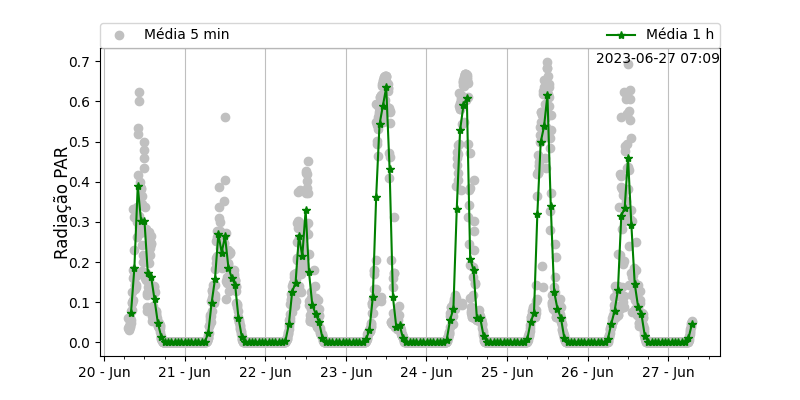 Média 5 min
Média 1 h
2023-06-27 07:09
Radiação PAR
0.7
0.6
0.5
0.4
0.3
0.2
0.1
0.0
20 - Jun
21 - Jun
22 - Jun
23 - Jun
24 - Jun
25 - Jun
26 - Jun
27 - Jun